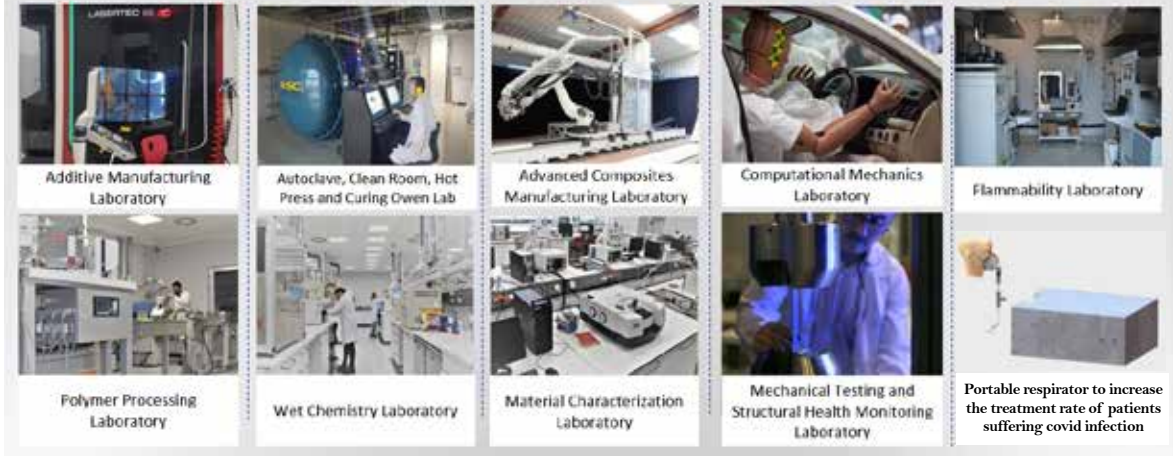 LASERTEC 65
ASC
Additive Manufacturing
Laboratory
Autoclave, Clean Room, Hot
Press and Curing Owen Lab
Advanced Composites
Manufacturing Laboratory
Computational Mechanics
Laboratory
Flammability Laboratory
Polymer Processing
Laboratory
Wet Chemistry Laboratory
Material Characterization
Laboratory
Mechanical Testing and
Structural Health Monitoring
Laboratory
Portable respirator to increase
the treatment rate of patients
suffering covid infection